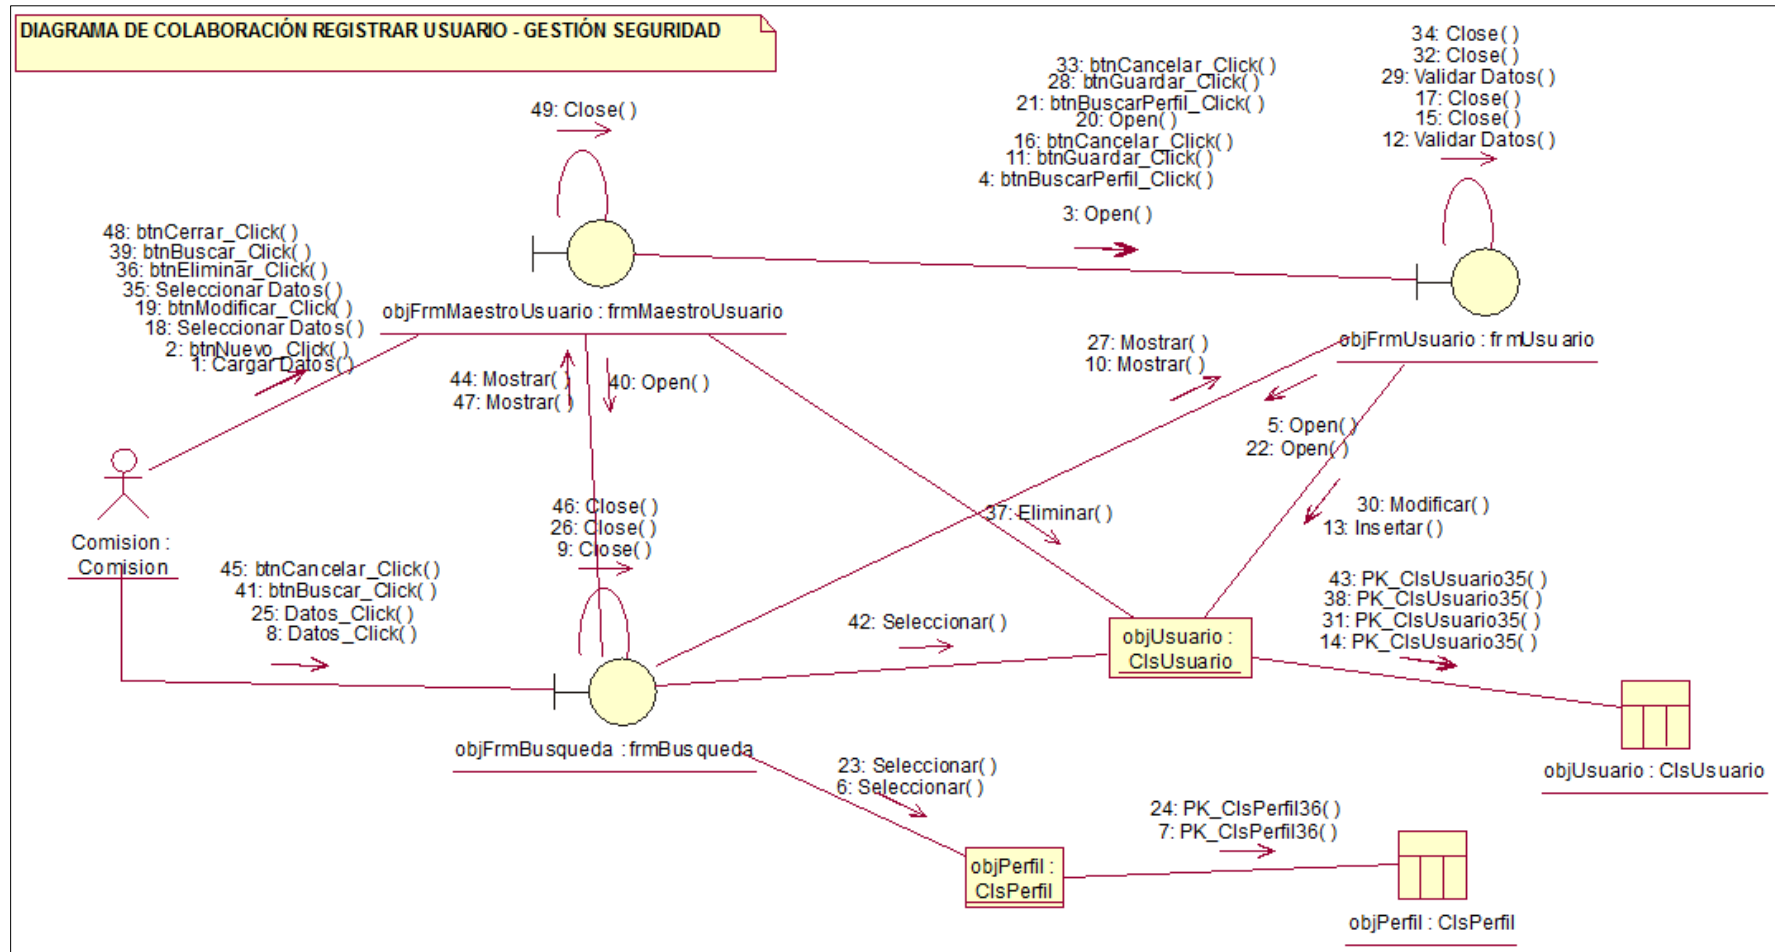 DIAGRAMA DE COLABORACIÓN REGISTRAR USUARIO - GESTIÓN SEGURIDAD
49: Close( )
33: btnCancelar_Click( )
28: btnGuardar_Click( )
21: btnBuscarPerfil_Click( )
20: Open( )
16: btnCancelar_Click( )
11: btnGuardar_Click( )
4: btnBuscarPerfil_Click( )
3: Open( )
34: Close( )
32: Close( )
29: Validar Datos( )
17: Close( )
15: Close( )
12: Validar Datos( )
48: btnCerrar_Click( )
39: btnBuscar_Click( )
36: btnEliminar_Click( )
35: Seleccionar Datos( )
19: btnModificar_Click( )
18: Seleccionar Datos( )
2: btnNuevo_Click( )
1: Cargar Datos( )
objFrmMaestroUsuario : frmMaestroUsuario
objFrmUsuario : frmUsuario
44: Mostrar( )
47: Mostrar( )
40: Open( )
27: Mostrar( )
10: Mostrar( )
5: Open( )
22: Open( )
Comision :
Comision
46: Close( )
26: Close( )
9: Close( )
37: Eliminar( )
30: Modificar( )
13: Insertar( )
45: btnCancelar_Click( )
41: btnBuscar_Click( )
25: Datos_Click( )
8: Datos_Click( )
42: Seleccionar( )
objUsuario :
ClsUsuario
43: PK_ClsUsuario35( )
38: PK_ClsUsuario35( )
31: PK_ClsUsuario35( )
14: PK_ClsUsuario35( )
objFrmBusqueda : frmBusqueda
objUsuario : ClsUsuario
23: Seleccionar( )
6: Seleccionar( )
24: PK_ClsPerfil36( )
7: PK_ClsPerfil36( )
objPerfil :
ClsPerfil
objPerfil : ClsPerfil